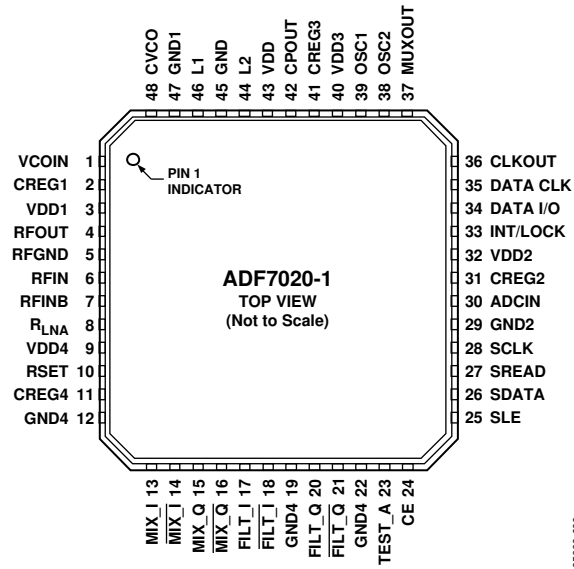 48 CVCO
47 GND1
46 L1
45 GND
44 L2
43 VDD
42 CPOUT
41 CREG3
40 VDD3
39 OSC1
38 OSC2
37 MUXOUT
VCOIN 1
CREG1 2
VDD1 3
RFOUT 4
RFGND 5
RFIN 6
RFINB 7
RLNA 8
VDD4 9
RSET 10
CREG4 11
GND4 12
PIN 1
INDICATOR
ADF7020-1
TOP VIEW
(Not to Scale)
36 CLKOUT
35 DATA CLK
34 DATA I/O
33 INT/LOCK
32 VDD2
31 CREG2
30 ADCIN
29 GND2
28 SCLK
27 SREAD
26 SDATA
25 SLE
MIX_I 13
MIX_I 14
MIX_Q 15
MIX_Q 16
FILT_I 17
FILT_I 18
GND4 19
FILT_Q 20
FILT_Q 21
GND4 22
TEST_A 23
CE 24